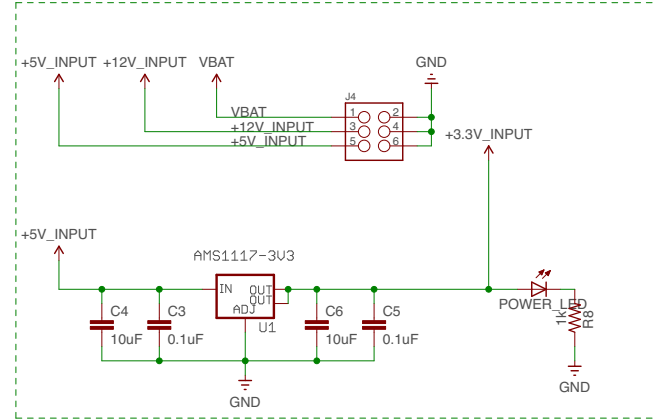 +5V_INPUT +12V_INPUT VBAT GND
J4
VBAT 1 2
+12V_INPUT 3 4
+5V_INPUT 5 6
+3.3V_INPUT
+5V_INPUT
AMS1117-3V3
IN OUT
OUT
ADJ
U1
C4 C3 C6 C5
10uF 0.1uF 10uF 0.1uF
POWER_LED
1k
R8
GND
GND